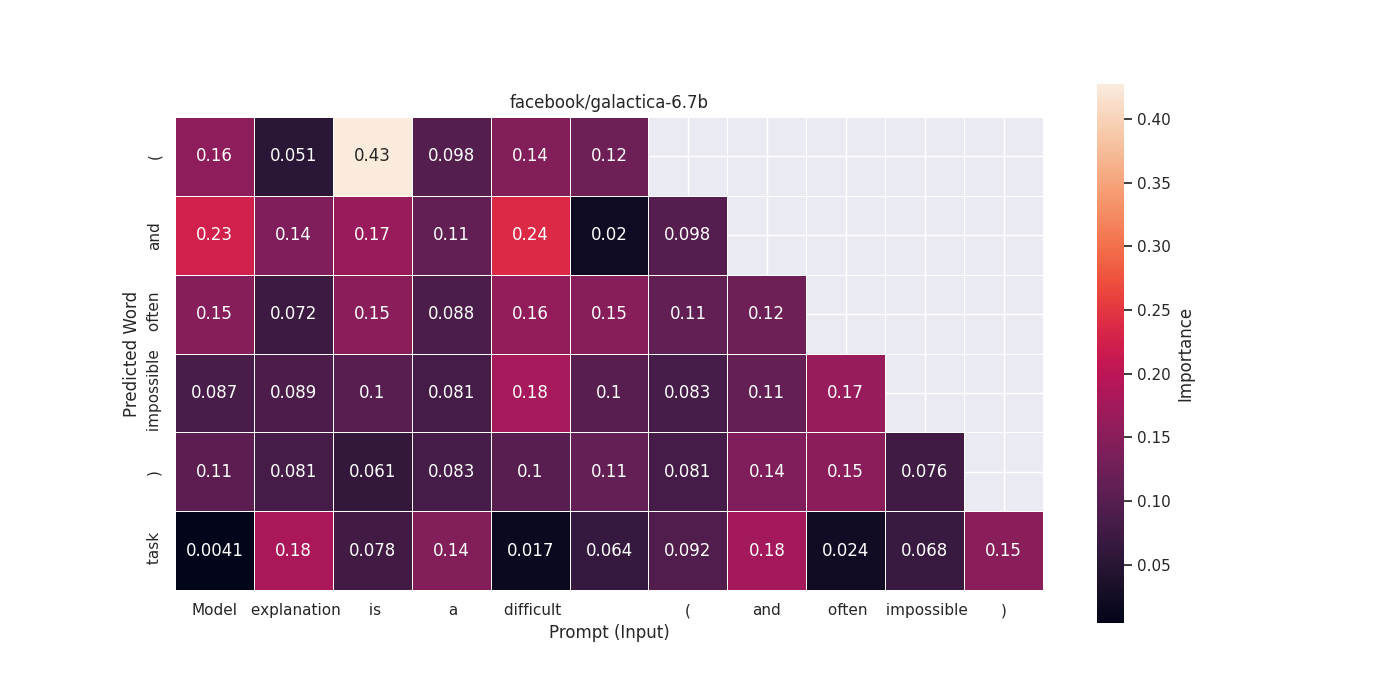 facebook/galactica-6.7b
( 0.16 0.051 0.43 0.098 0.14 0.12
and 0.23 0.14 0.17 0.11 0.24 0.02 0.098
often 0.15 0.072 0.15 0.088 0.16 0.15 0.11 0.12
impossible 0.087 0.089 0.1 0.081 0.18 0.1 0.083 0.11 0.17
) 0.11 0.081 0.061 0.083 0.1 0.11 0.081 0.14 0.15 0.076
task 0.0041 0.18 0.078 0.14 0.017 0.064 0.092 0.18 0.024 0.068 0.15
Predicted Word
Model explanation is a difficult ( and often impossible )
Prompt (Input)
0.40
0.35
0.30
0.25
0.20
0.15
0.10
0.05
Importance